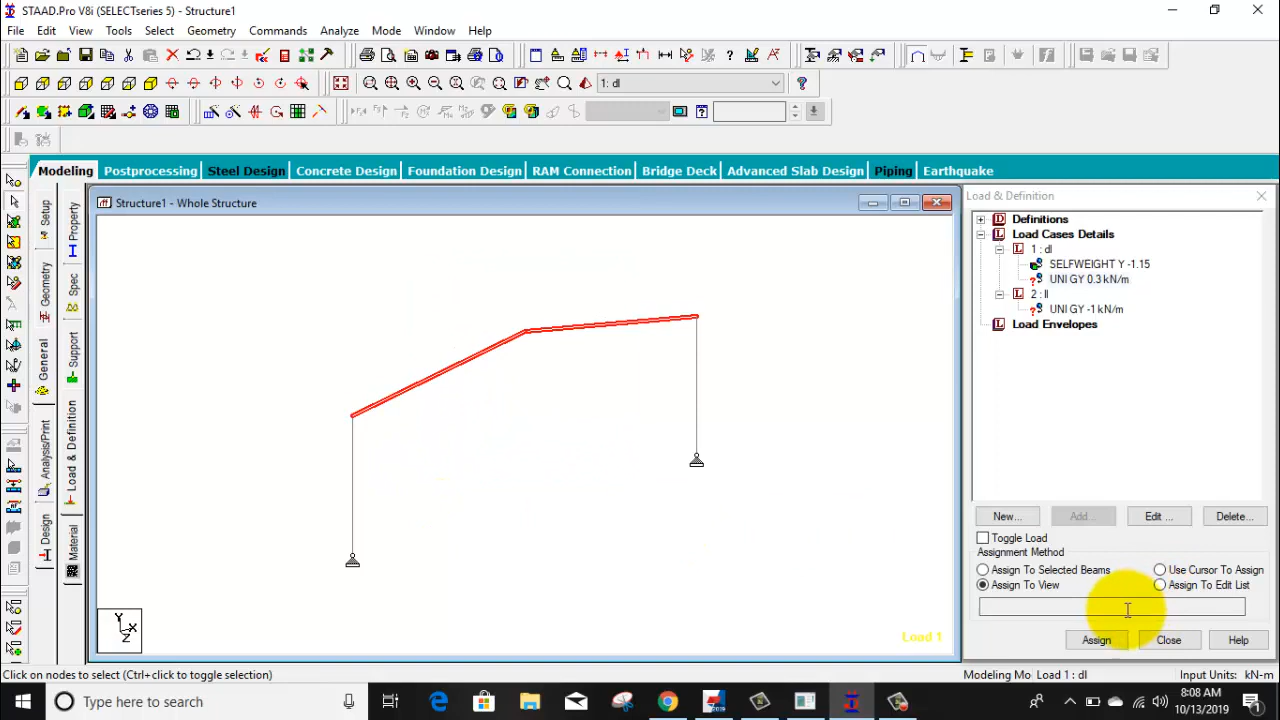 STAAD.Pro V8i (SELECTseries 5) - Structure1
File Edit View Tools Select Geometry Commands Analyze Mode Window Help
1: dl
Modeling Postprocessing Steel Design Concrete Design Foundation Design RAM Connection Bridge Deck Advanced Slab Design Piping Earthquake
Setup
Geometry
General
Analysis/Print
Design
Property
Spec
Support
Load & Definition
Material
Structure1 - Whole Structure
Y
X
Z
Load 1
Load & Definition
Definitions
Load Cases Details
1 : dl
SELFWEIGHT Y -1.15
UNI GY 0.3 kN/m
2 : ll
UNI GY -1 kN/m
Load Envelopes
New... Add... Edit ... Delete...
Toggle Load
Assignment Method
Assign To Selected Beams Use Cursor To Assign
Assign To View Assign To Edit List
Assign Close Help
Click on nodes to select (Ctrl+click to toggle selection) Modeling Mo Load 1 : dl Input Units: kN-m
Type here to search
8:08 AM
10/13/2019